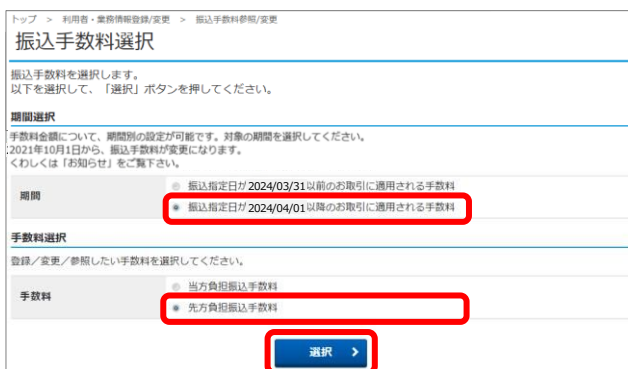 トップ > 利用者・業務情報登録/変更 > 振込手数料参照/変更
振込手数料選択
振込手数料を選択します。
以下を選択して、「選択」ボタンを押してください。
期間選択
手数料金額について、期間別の設定が可能です。対象の期間を選択してください。
2021年10月1日から、振込手数料が変更になります。
くわしくは「お知らせ」をご覧下さい。
期間
振込指定日が2024/03/31以前のお取引に適用される手数料
振込指定日が2024/04/01以降のお取引に適用される手数料
手数料選択
登録／変更／参照したい手数料を選択してください。
手数料
当方負担振込手数料
先方負担振込手数料
選択 >